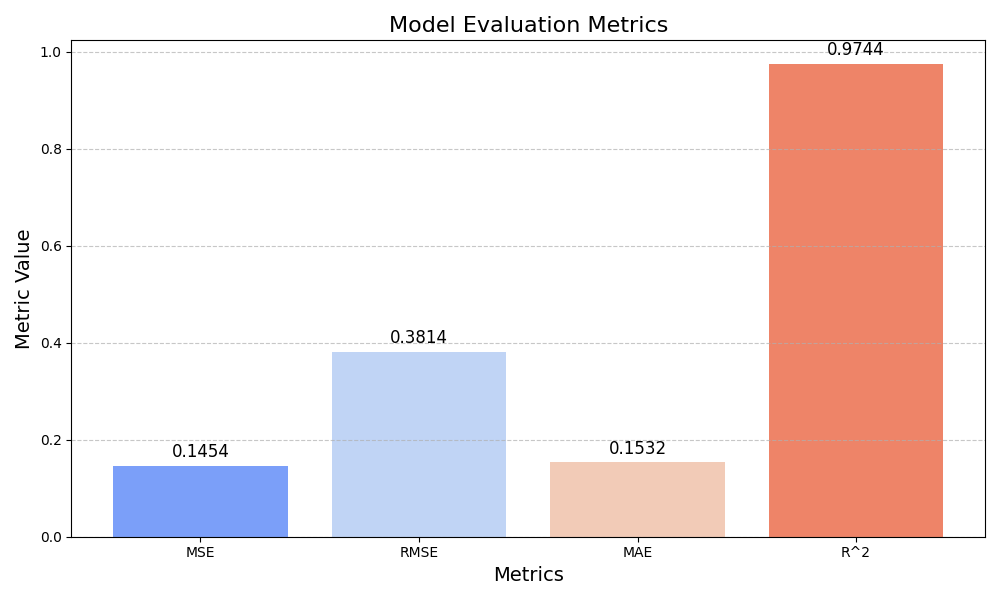 Model Evaluation Metrics
Metric Value
1.0
0.8
0.6
0.4
0.2
0.0
0.1454
0.3814
0.1532
0.9744
MSE
RMSE
MAE
R^2
Metrics